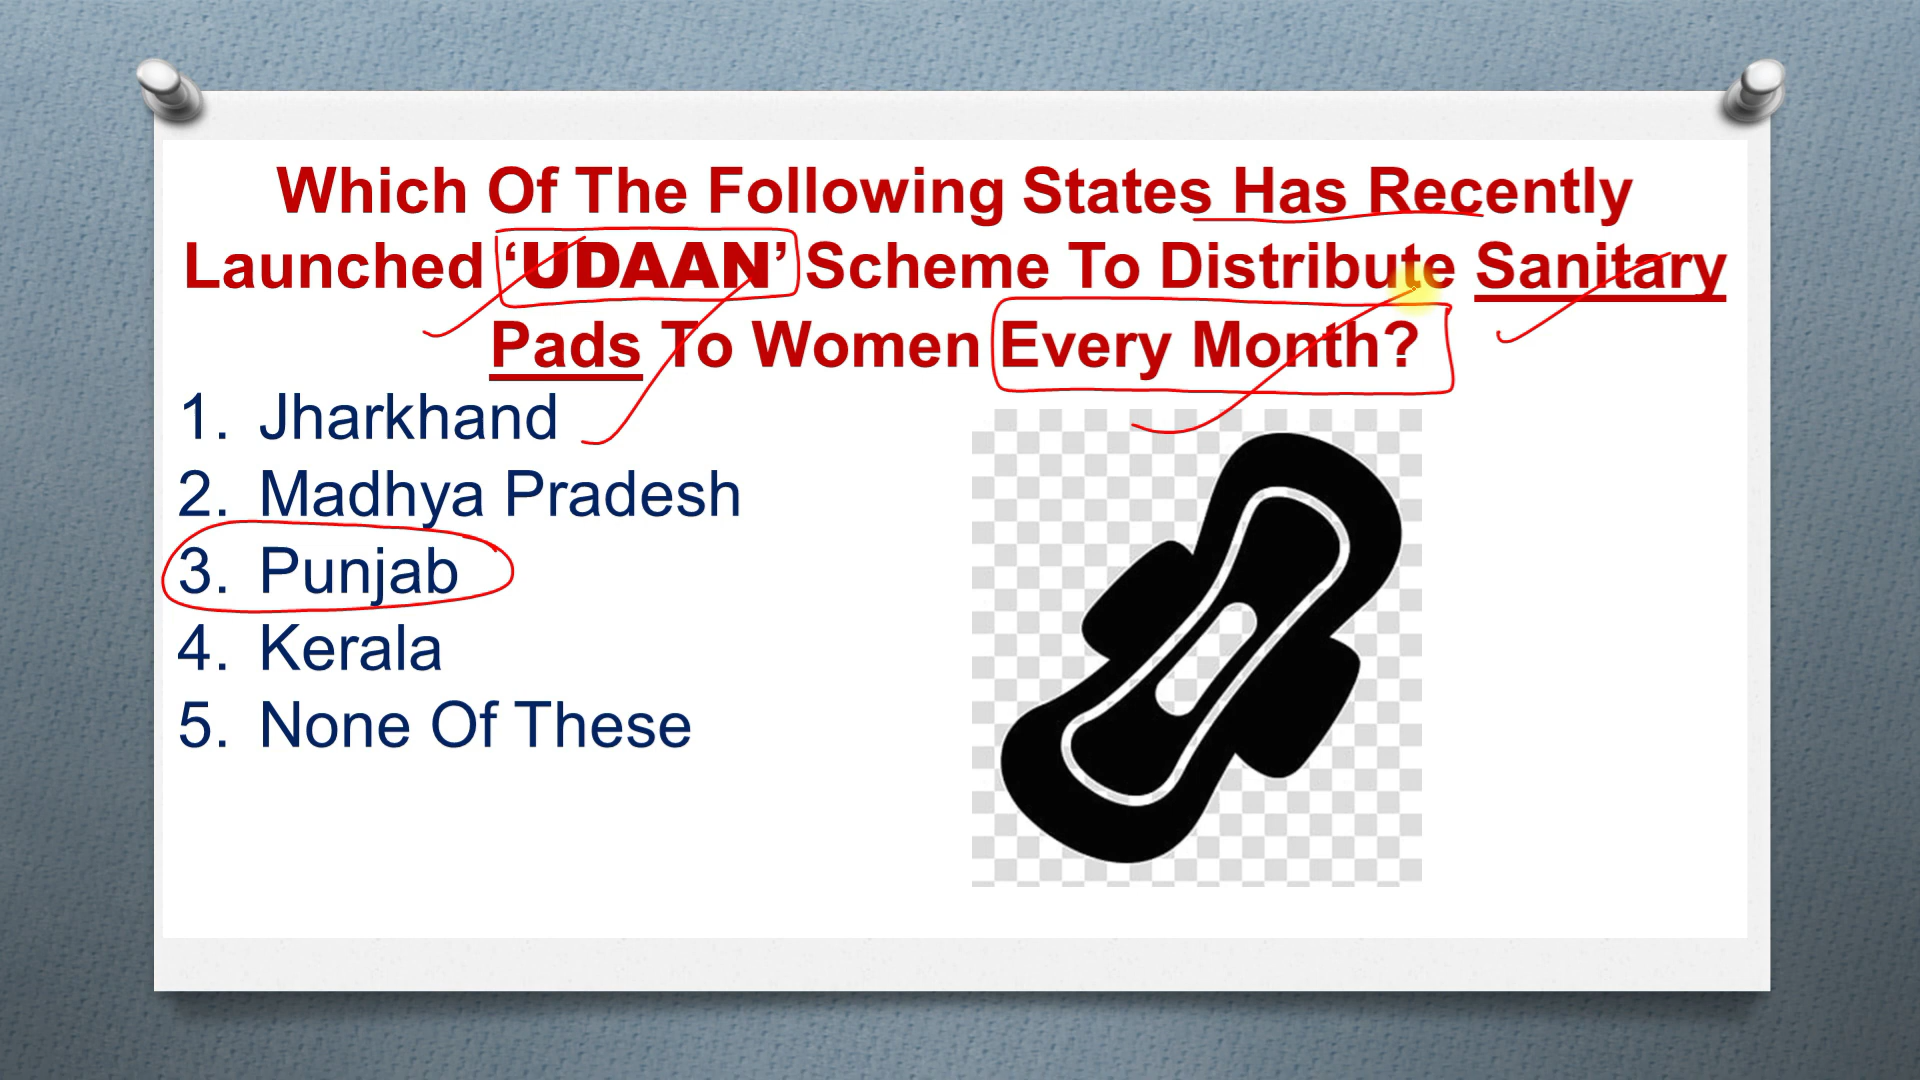 Which Of The Following States Has Recently
Launched ‘UDAAN’ Scheme To Distribute Sanitary
Pads To Women Every Month?
1. Jharkhand
2. Madhya Pradesh
3. Punjab
4. Kerala
5. None Of These